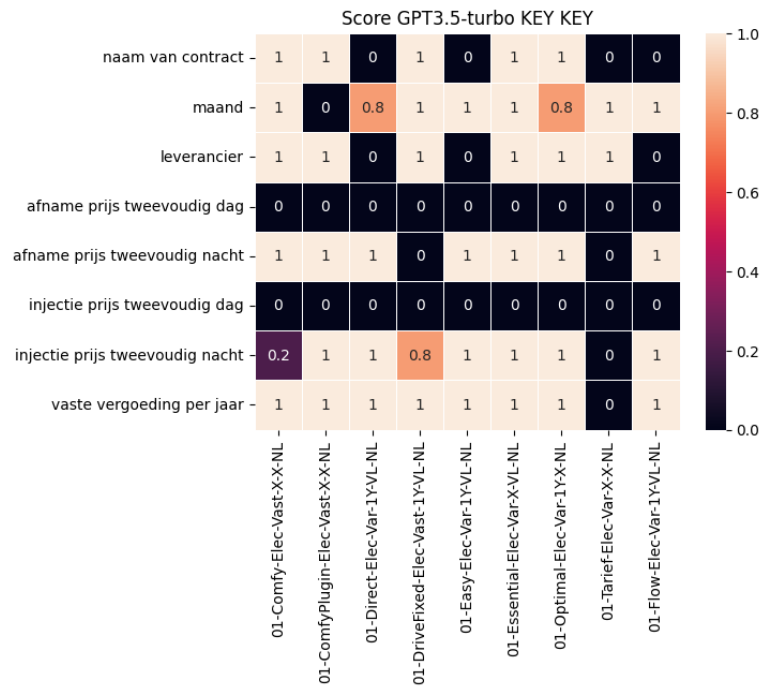 Score GPT3.5-turbo KEY KEY
naam van contract 1 1 0 1 0 1 1 0 0
maand 1 0 0.8 1 1 1 0.8 1 1
leverancier 1 1 0 1 0 1 1 1 0
afname prijs tweevoudig dag 0 0 0 0 0 0 0 0 0
afname prijs tweevoudig nacht 1 1 1 0 1 1 1 0 1
injectie prijs tweevoudig dag 0 0 0 0 0 0 0 0 0
injectie prijs tweevoudig nacht 0.2 1 1 0.8 1 1 1 0 1
vaste vergoeding per jaar 1 1 1 1 1 1 1 0 1
01-Comfy-Elec-Vast-X-X-NL
01-ComfyPlugin-Elec-Vast-X-X-NL
01-Direct-Elec-Var-1Y-VL-NL
01-DriveFixed-Elec-Vast-1Y-VL-NL
01-Easy-Elec-Var-1Y-VL-NL
01-Essential-Elec-Var-X-VL-NL
01-Optimal-Elec-Var-1Y-X-NL
01-Tarief-Elec-Var-X-X-NL
01-Flow-Elec-Var-1Y-VL-NL
1.0
0.8
0.6
0.4
0.2
0.0